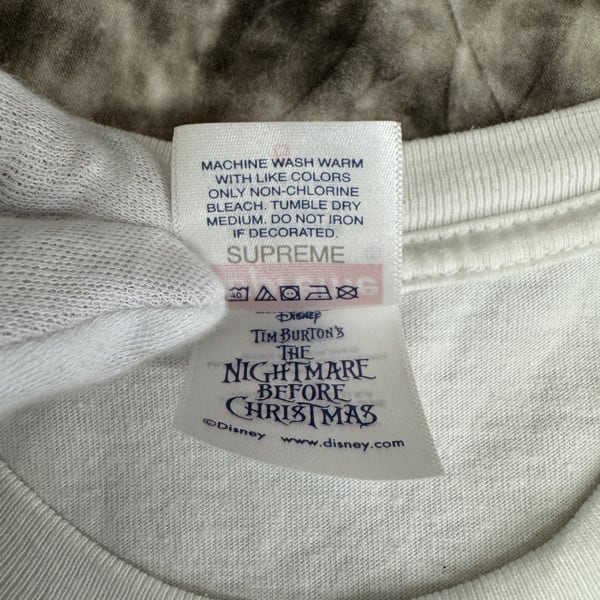 MACHINE WASH WARM
WITH LIKE COLORS
ONLY NON-CHLORINE
BLEACH. TUMBLE DRY
MEDIUM. DO NOT IRON
IF DECORATED.
SUPREME
40
Disney
TIM BURTON'S
THE
NIGHTMARE
BEFORE
CHRISTMAS
©Disney www.disney.com